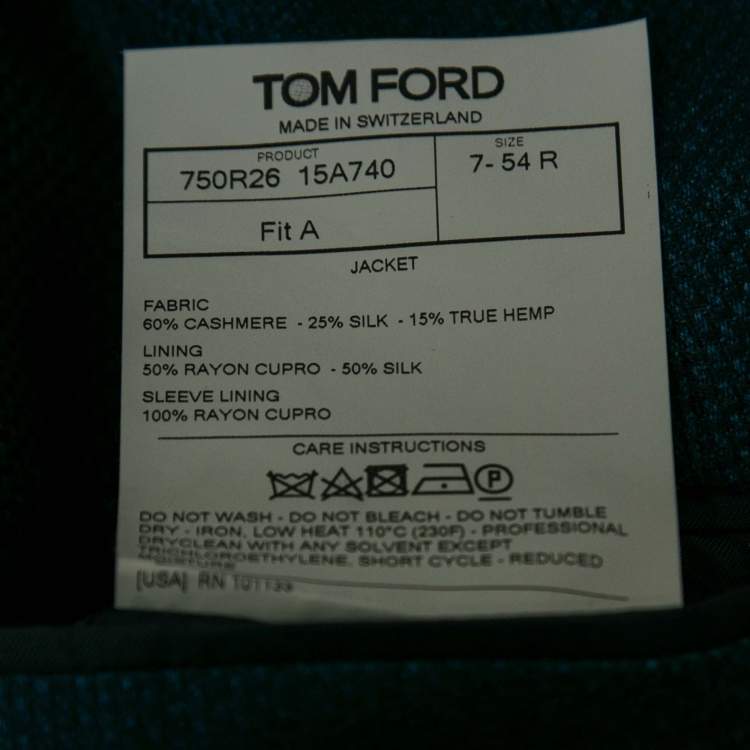 TOM FORD
MADE IN SWITZERLAND
PRODUCT
750R26 15A740
SIZE
7- 54 R
Fit A
JACKET
FABRIC
60% CASHMERE - 25% SILK - 15% TRUE HEMP
LINING
50% RAYON CUPRO - 50% SILK
SLEEVE LINING
100% RAYON CUPRO
CARE INSTRUCTIONS
P
DO NOT WASH - DO NOT BLEACH - DO NOT TUMBLE
DRY - IRON, LOW HEAT 110°C (230F) - PROFESSIONAL
DRYCLEAN WITH ANY SOLVENT EXCEPT
TRICHLOROETHYLENE, SHORT CYCLE - REDUCED
MOISTURE
[USA] RN